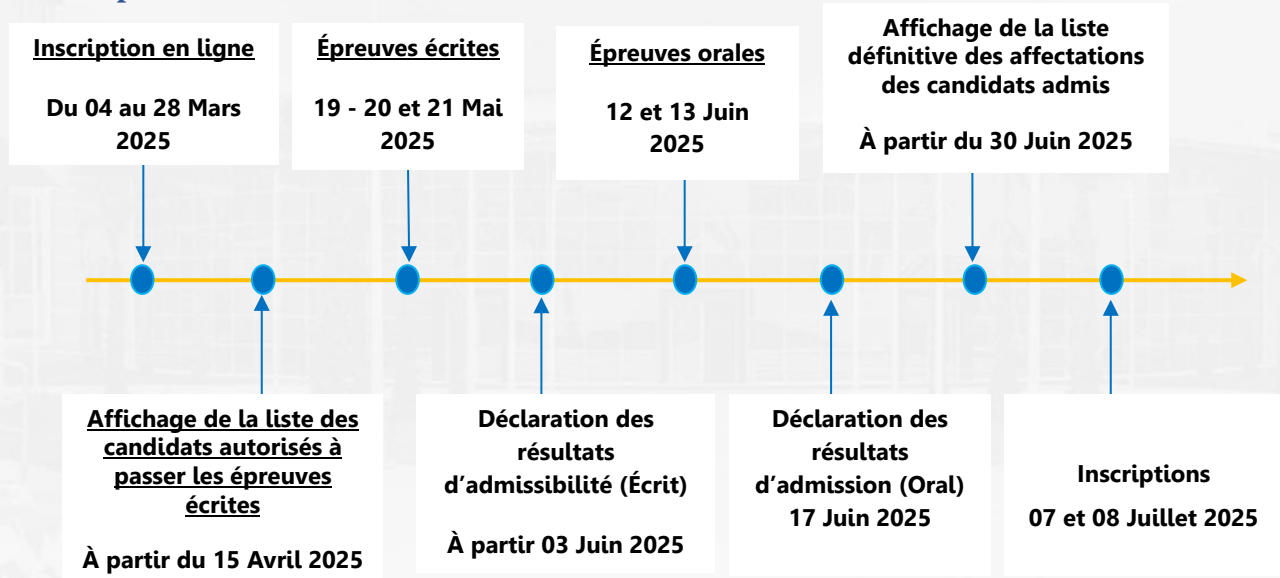 Inscription en ligne
Du 04 au 28 Mars
2025
Épreuves écrites
19 - 20 et 21 Mai
2025
Épreuves orales
12 et 13 Juin
2025
Affichage de la liste
définitive des affectations
des candidats admis
À partir du 30 Juin 2025
Affichage de la liste des
candidats autorisés à
passer les épreuves
écrites
À partir du 15 Avril 2025
Déclaration des
résultats
d’admissibilité (Écrit)
À partir 03 Juin 2025
Déclaration des
résultats
d’admission (Oral)
17 Juin 2025
Inscriptions
07 et 08 Juillet 2025